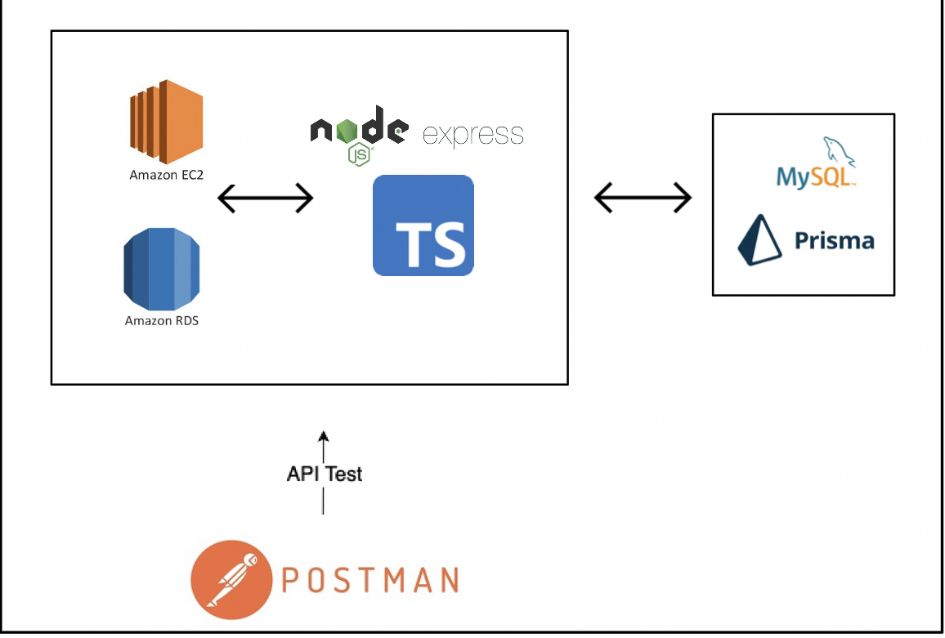 Amazon EC2
node express
JS
TS
Amazon RDS
MySQL
Prisma
API Test
POSTMAN